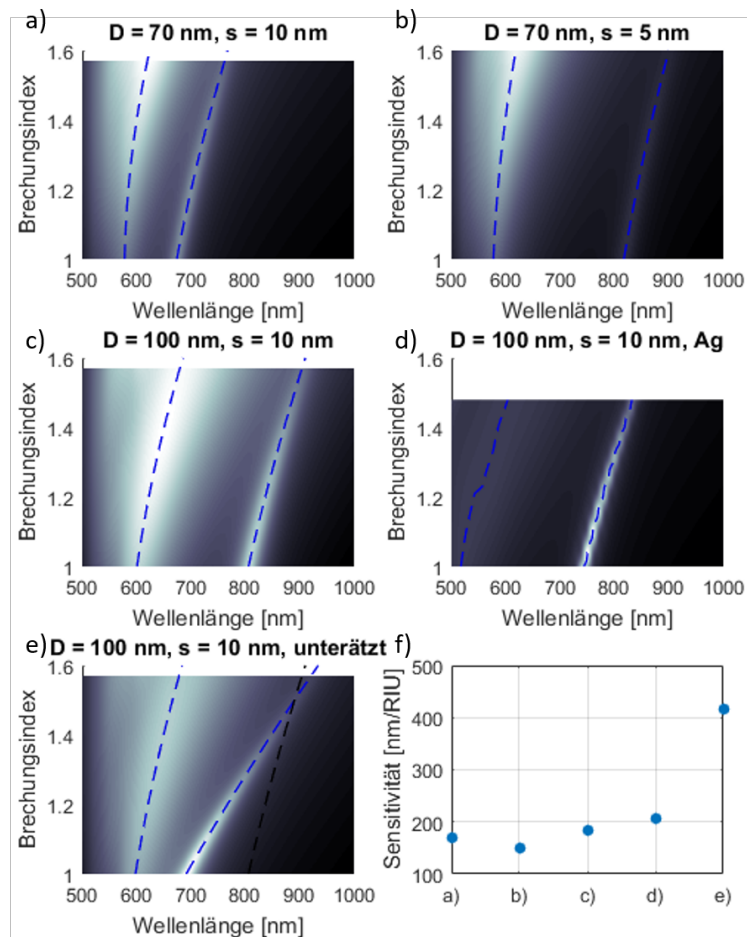 a)
D = 70 nm, s = 10 nm
1.6
1.4
1.2
1
Brechungsindex
500 600 700 800 900 1000
Wellenlänge [nm]
b)
D = 70 nm, s = 5 nm
1.6
1.4
1.2
1
Brechungsindex
500 600 700 800 900 1000
Wellenlänge [nm]
c)
D = 100 nm, s = 10 nm
1.6
1.4
1.2
1
Brechungsindex
500 600 700 800 900 1000
Wellenlänge [nm]
d)
D = 100 nm, s = 10 nm, Ag
1.6
1.4
1.2
1
Brechungsindex
500 600 700 800 900 1000
Wellenlänge [nm]
e)
D = 100 nm, s = 10 nm, unterätzt
1.6
1.4
1.2
1
Brechungsindex
500 600 700 800 900 1000
Wellenlänge [nm]
f)
500
400
300
200
100
Sensitivität [nm/RIU]
a) b) c) d) e)